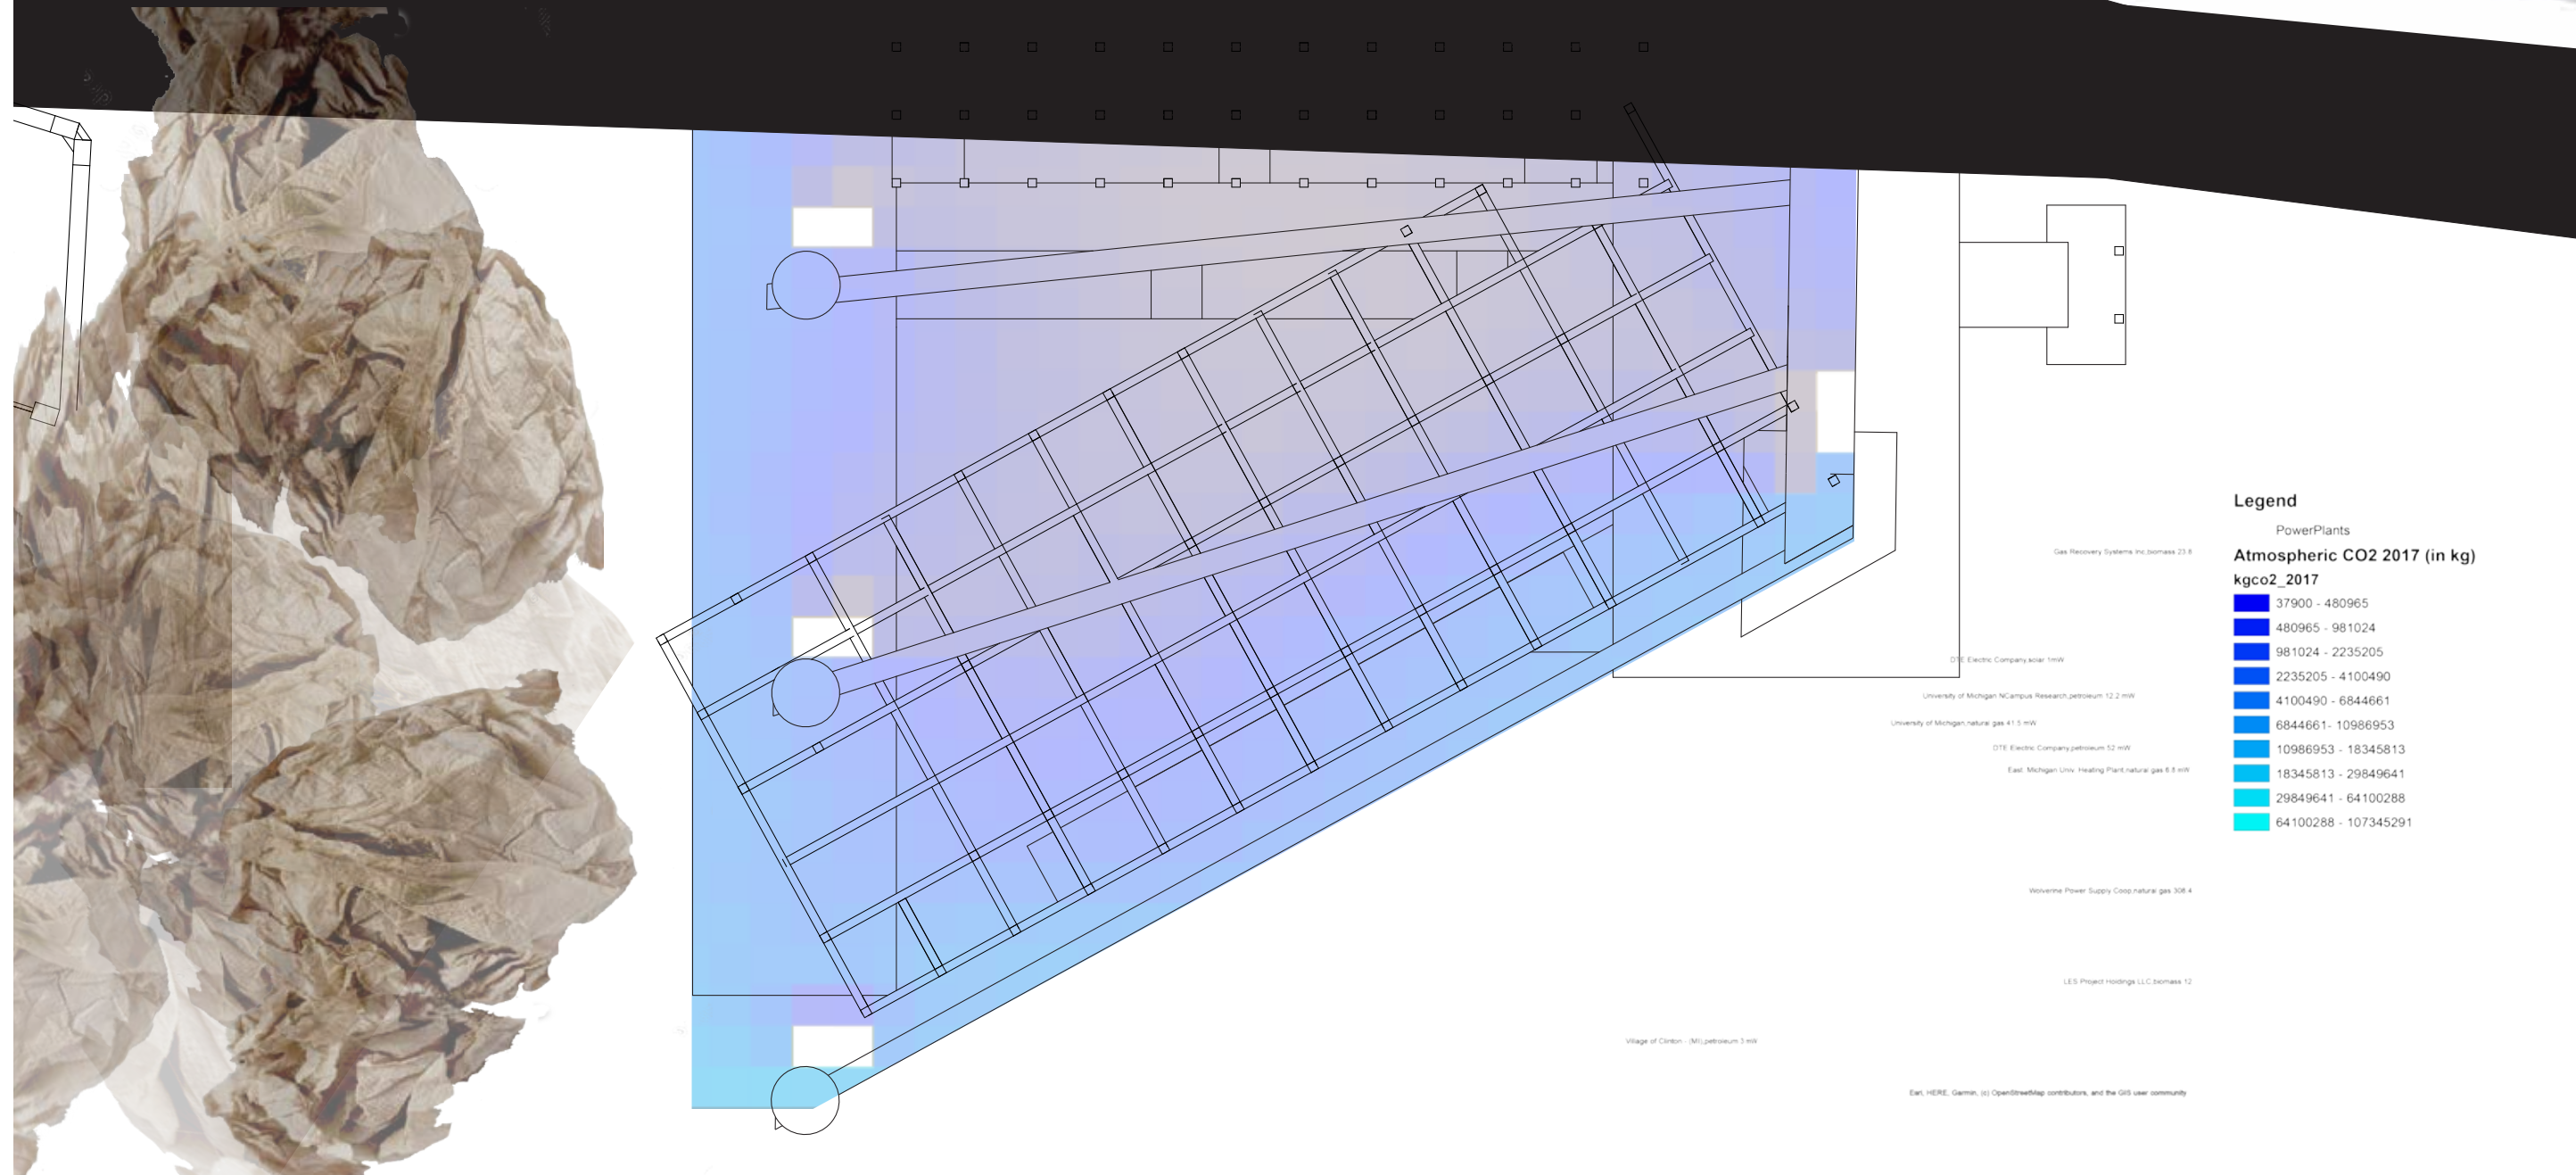 Legend
PowerPlants
Gas Recovery Systems Inc,biomass 23.8
Atmospheric CO2 2017 (in kg)
kgco2_2017
37900 - 480965
480965 - 981024
981024 - 2235205
2235205 - 4100490
4100490 - 6844661
6844661- 10986953
10986953 - 18345813
18345813 - 29849641
29849641 - 64100288
64100288 - 107345291
DTE Electric Company,solar 1mW
University of Michigan NCampus Research,petroleum 12.2 mW
University of Michigan,natural gas 41.5 mW
DTE Electric Company,petroleum 52 mW
East. Michigan Univ. Heating Plant,natural gas 6.8 mW
Wolverine Power Supply Coop,natural gas 308.4
LES Project Holdings LLC,biomass 12
Village of Clinton - (MI),petroleum 3 mW
Esri, HERE, Garmin, (c) OpenStreetMap contributors, and the GIS user community